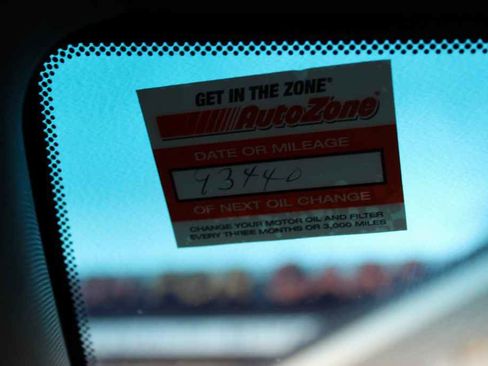 GET IN THE ZONE®
AutoZone®
DATE OR MILEAGE
93440
OF NEXT OIL CHANGE
CHANGE YOUR MOTOR OIL AND FILTER
EVERY THREE MONTHS OR 3,000 MILES